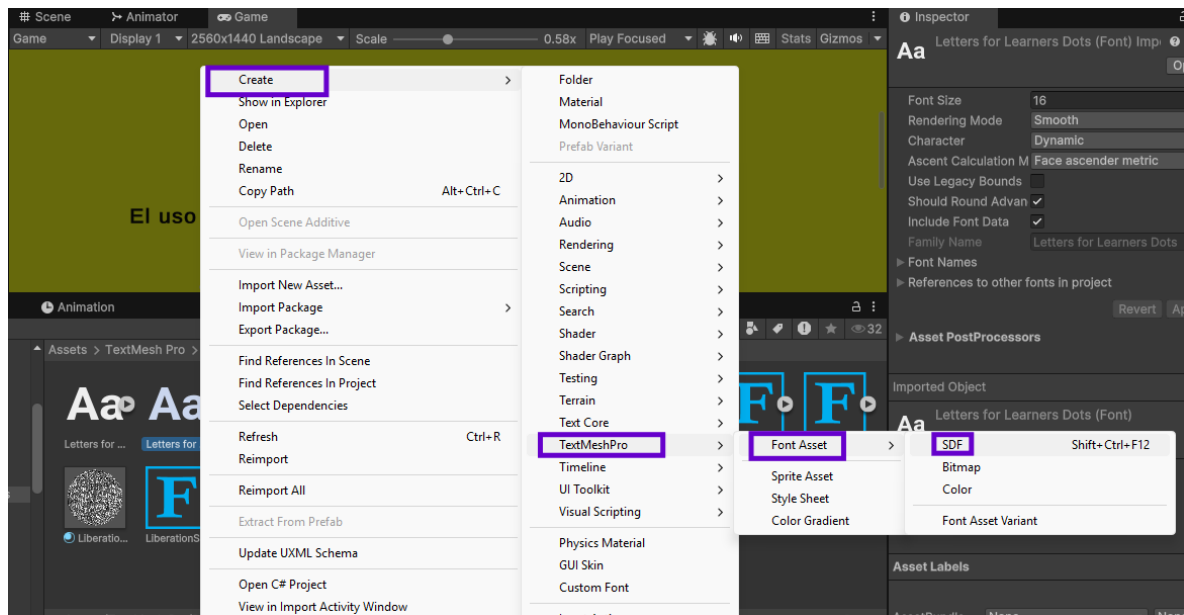 Scene Animator Game
Game Display 1 2560x1440 Landscape Scale 0.58x Play Focused Stats Gizmos
El uso
Animation
32
Assets > TextMesh Pro >
Aa Aa
Letters for ... Letters for
F F
F
Liberatio... LiberationS
Create
Show in Explorer
Open
Delete
Rename
Copy Path Alt+Ctrl+C
Open Scene Additive
View in Package Manager
Import New Asset...
Import Package
Export Package...
Find References In Scene
Find References In Project
Select Dependencies
Refresh Ctrl+R
Reimport
Reimport All
Extract From Prefab
Update UXML Schema
Open C# Project
View in Import Activity Window
Folder
Material
MonoBehaviour Script
Prefab Variant
2D
Animation
Audio
Rendering
Scene
Scripting
Search
Shader
Shader Graph
Testing
Terrain
Text Core
TextMeshPro
Timeline
UI Toolkit
Visual Scripting
Physics Material
GUI Skin
Custom Font
Font Asset
Sprite Asset
Style Sheet
Color Gradient
SDF Shift+Ctrl+F12
Bitmap
Color
Font Asset Variant
Inspector
Aa Letters for Learners Dots (Font) Imp
Op
Font Size 16
Rendering Mode Smooth
Character Dynamic
Ascent Calculation M Face ascender metric
Use Legacy Bounds
Should Round Advan
Include Font Data
Family Name Letters for Learners Dots
Font Names
References to other fonts in project
Revert Ap
Asset PostProcessors
Imported Object
Aa Letters for Learners Dots (Font)
Asset Labels